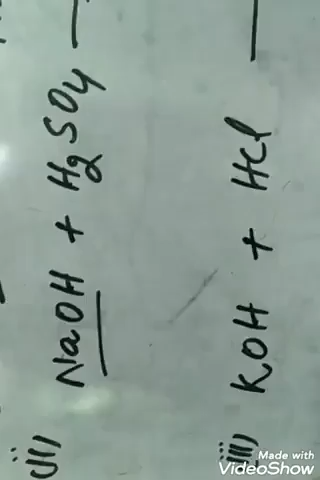 (ii) NaOH + H2SO4 —
(iii) KOH + HCl —
Made with
VideoShow